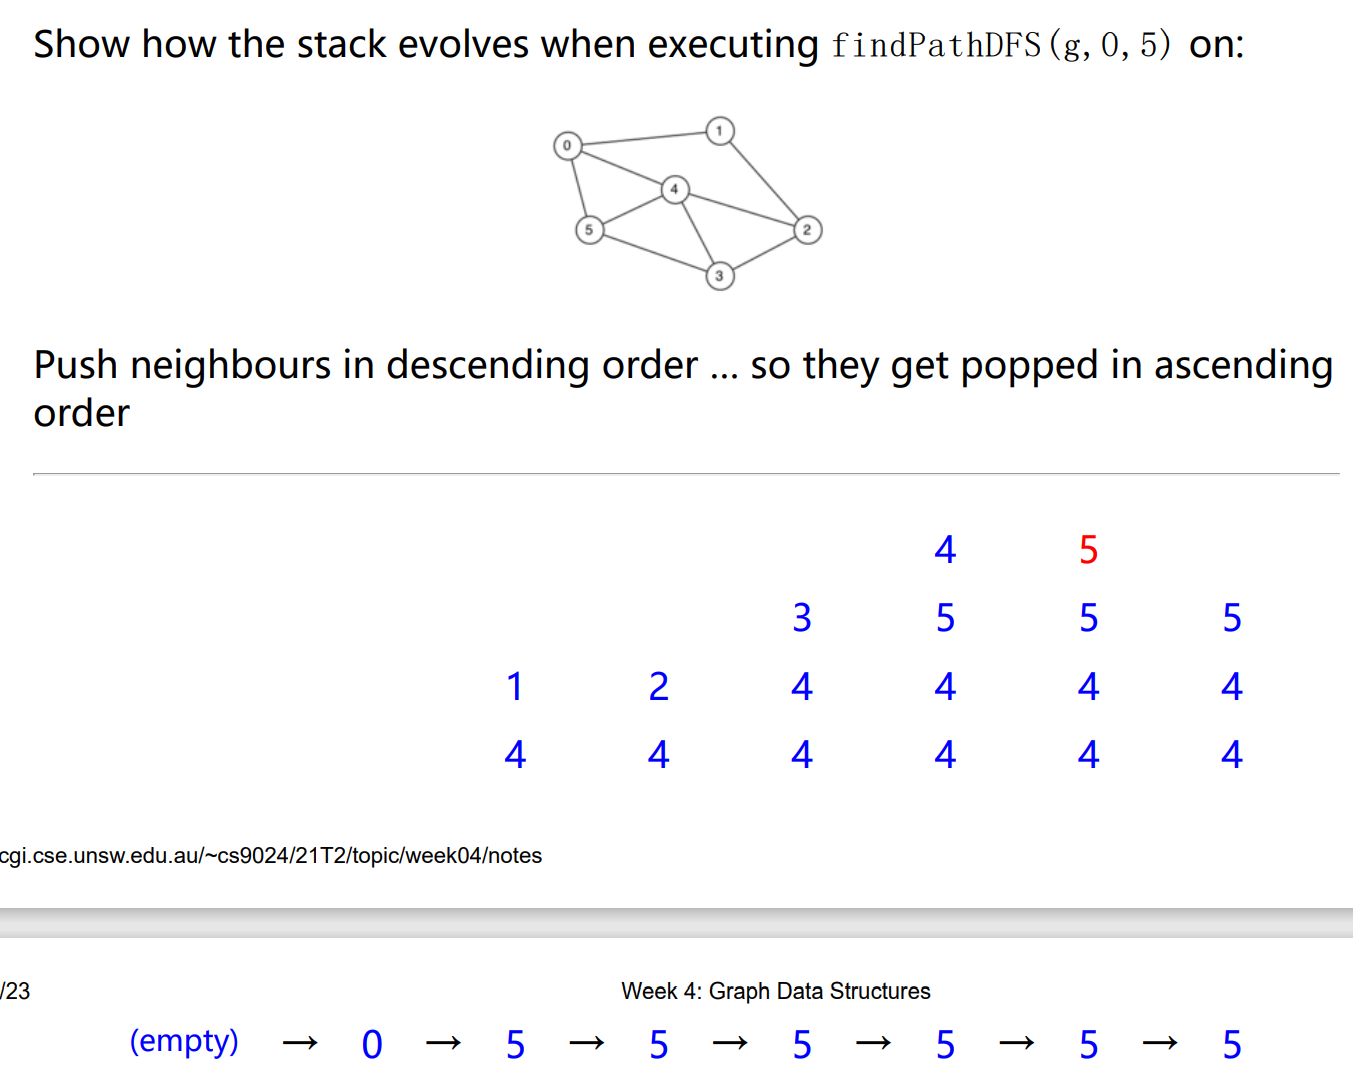 Show how the stack evolves when executing findPathDFS(g,0,5) on:
0
1
4
5
2
3
Push neighbours in descending order ... so they get popped in ascending
order
4 5
3 5 5 5
1 2 4 4 4 4
4 4 4 4 4 4
cgi.cse.unsw.edu.au/~cs9024/21T2/topic/week04/notes
/23
Week 4: Graph Data Structures
(empty) → 0 → 5 → 5 → 5 → 5 → 5 → 5